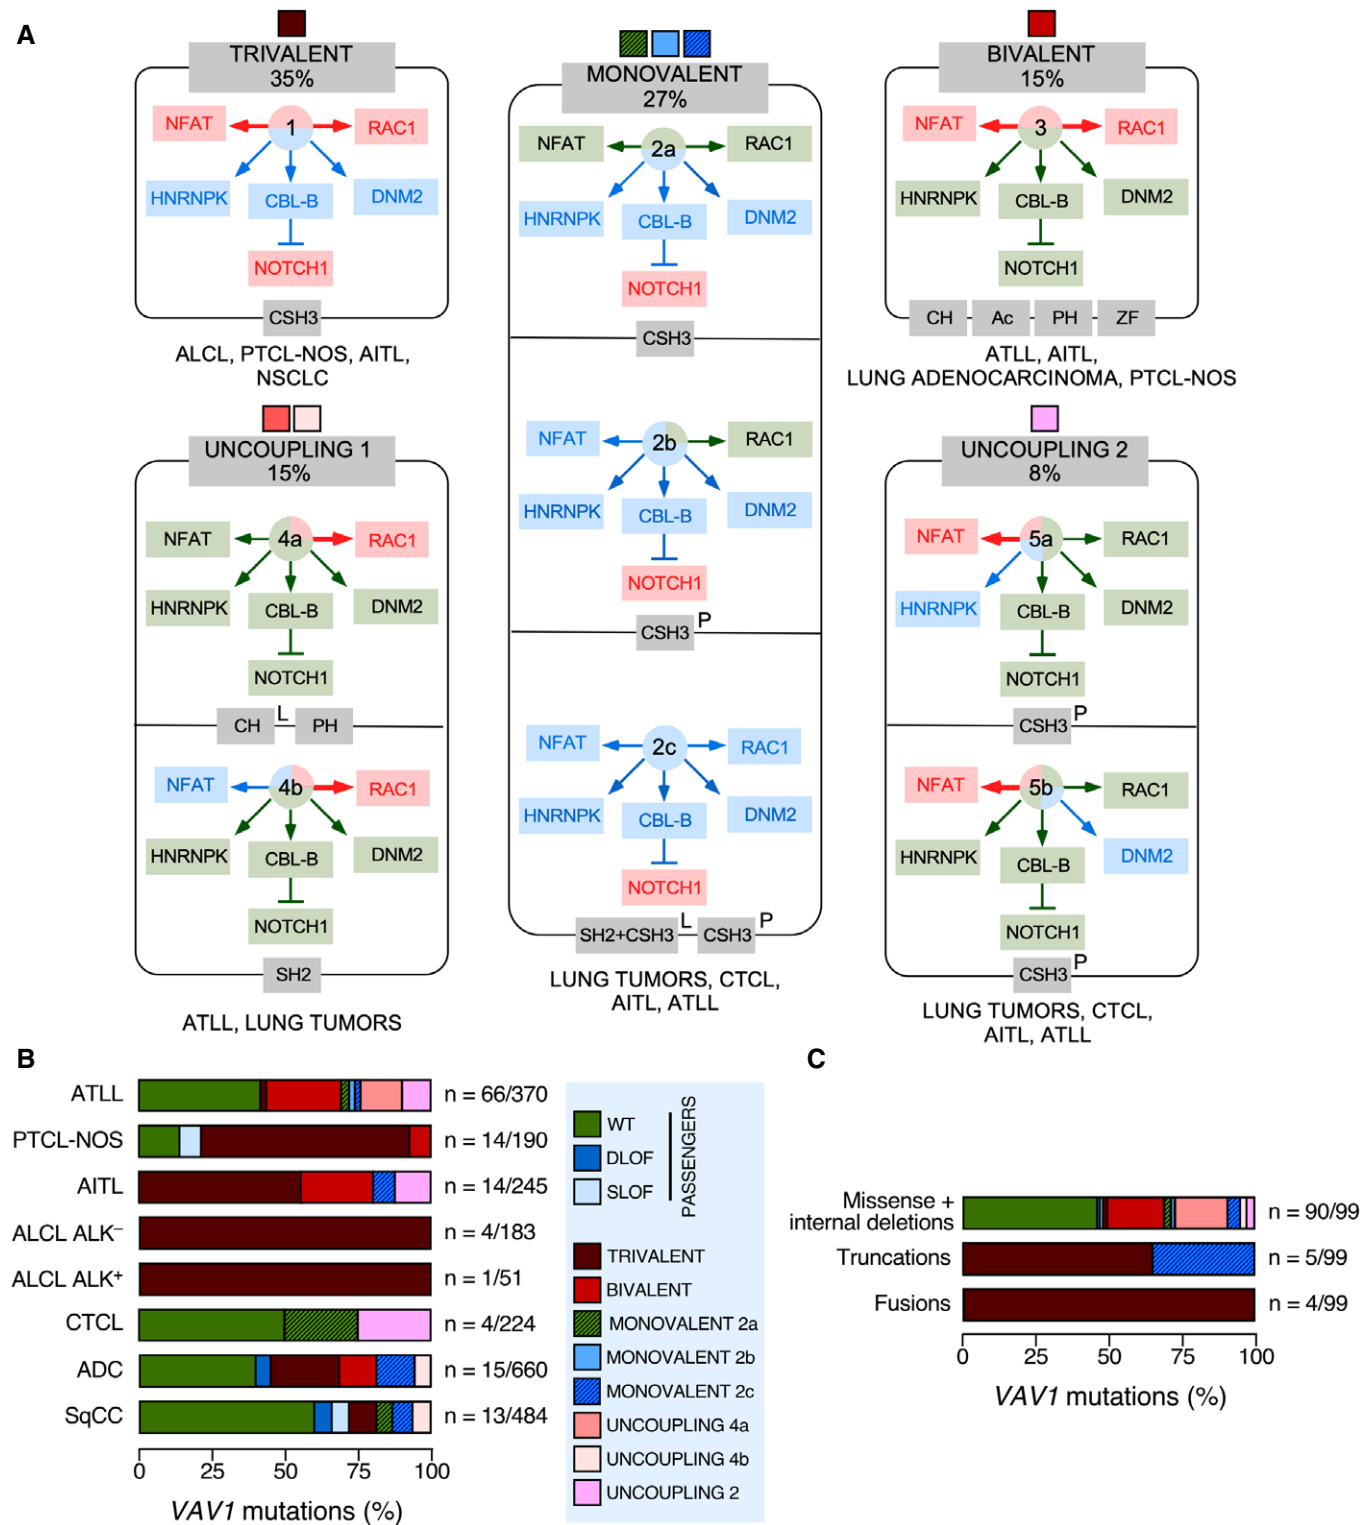 A
TRIVALENT
35%
NFAT
1
RAC1
HNRNPK
CBL-B
DNM2
NOTCH1
CSH3
ALCL, PTCL-NOS, AITL,
NSCLC
MONOVALENT
27%
NFAT
2a
RAC1
HNRNPK
CBL-B
DNM2
NOTCH1
CSH3
NFAT
2b
RAC1
HNRNPK
CBL-B
DNM2
NOTCH1
CSH3 P
NFAT
2c
RAC1
HNRNPK
CBL-B
DNM2
NOTCH1
SH2+CSH3 L CSH3 P
LUNG TUMORS, CTCL,
AITL, ATLL
BIVALENT
15%
NFAT
3
RAC1
HNRNPK
CBL-B
DNM2
NOTCH1
CH Ac PH ZF
ATLL, AITL,
LUNG ADENOCARCINOMA, PTCL-NOS
UNCOUPLING 1
15%
NFAT
4a
RAC1
HNRNPK
CBL-B
DNM2
NOTCH1
CH L PH
NFAT
4b
RAC1
HNRNPK
CBL-B
DNM2
NOTCH1
SH2
ATLL, LUNG TUMORS
UNCOUPLING 2
8%
NFAT
5a
RAC1
HNRNPK
CBL-B
DNM2
NOTCH1
CSH3 P
NFAT
5b
RAC1
HNRNPK
CBL-B
DNM2
NOTCH1
CSH3 P
LUNG TUMORS, CTCL,
AITL, ATLL
B
ATLL n = 66/370
PTCL-NOS n = 14/190
AITL n = 14/245
ALCL ALK− n = 4/183
ALCL ALK+ n = 1/51
CTCL n = 4/224
ADC n = 15/660
SqCC n = 13/484
0 25 50 75 100
VAV1 mutations (%)
WT
DLOF
SLOF
PASSENGERS
TRIVALENT
BIVALENT
MONOVALENT 2a
MONOVALENT 2b
MONOVALENT 2c
UNCOUPLING 4a
UNCOUPLING 4b
UNCOUPLING 2
C
Missense +
internal deletions n = 90/99
Truncations n = 5/99
Fusions n = 4/99
0 25 50 75 100
VAV1 mutations (%)